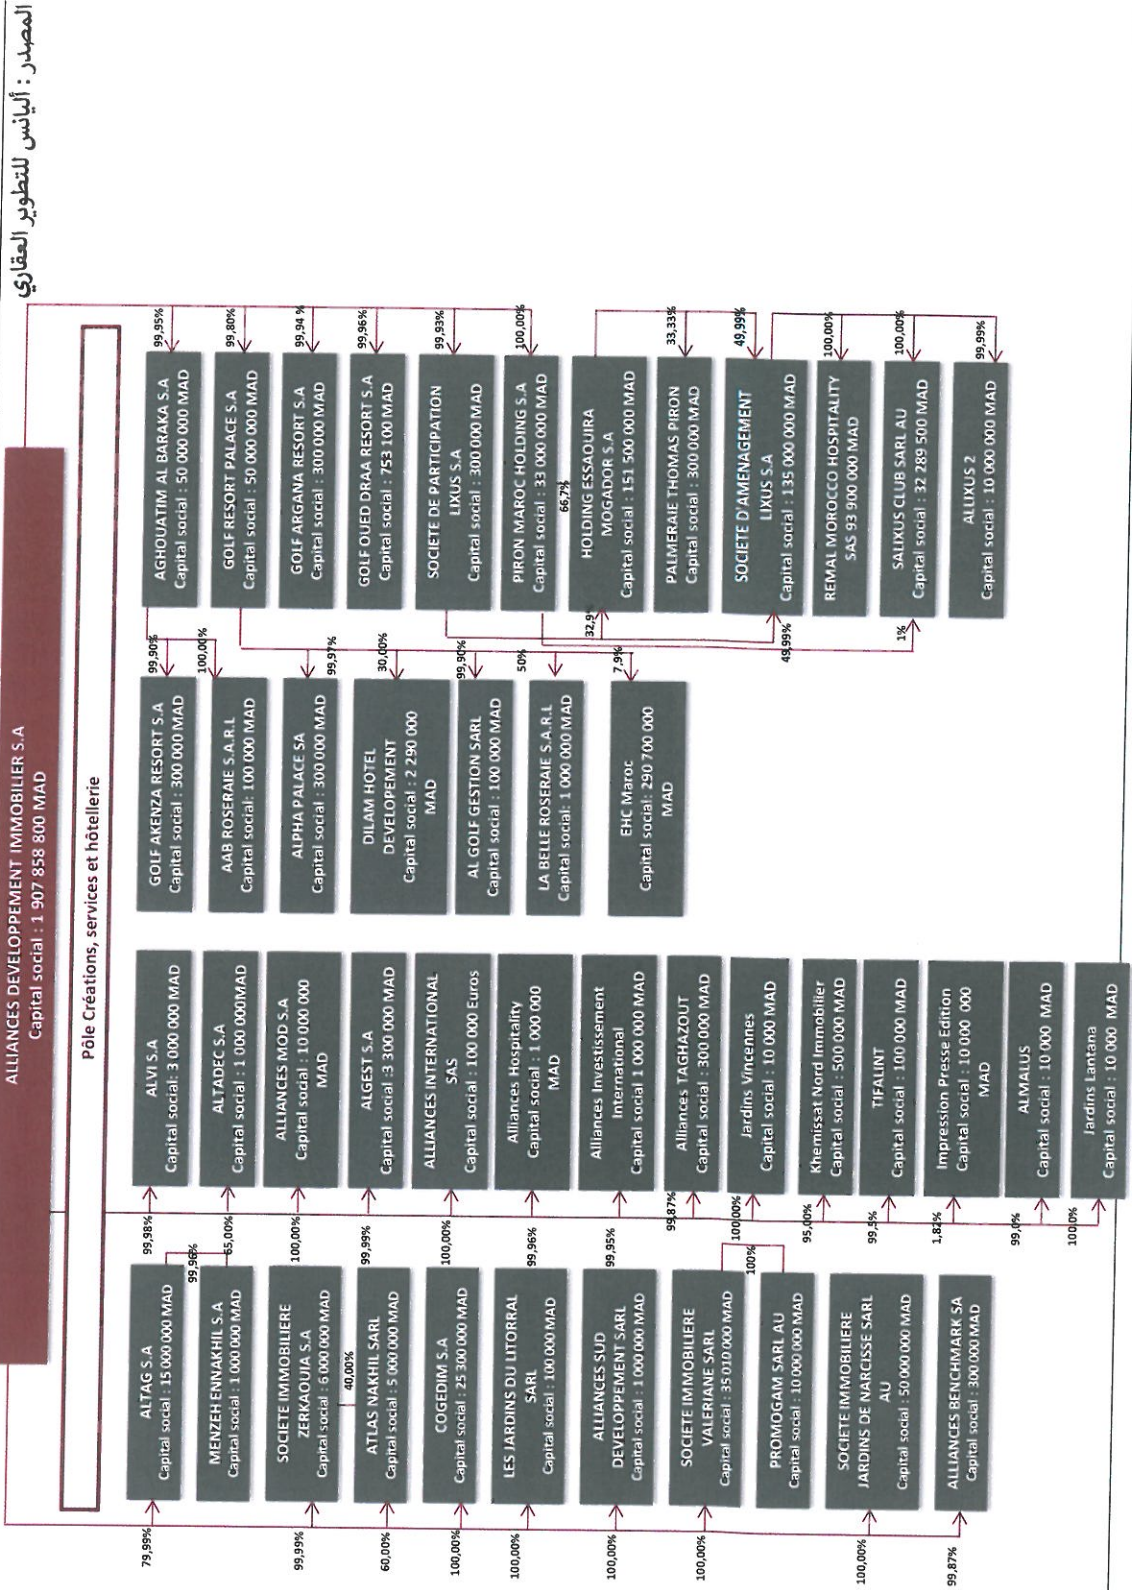 ALLIANCES DEVELOPPEMENT IMMOBILIER S.A
Capital social : 1 907 858 800 MAD
Pôle Créations, services et hôtellerie
79,99%
ALTAG S.A
Capital social : 15 000 000 MAD
99,96%
MENZEH ENNAKHIL S.A
Capital social : 1 000 000 MAD
99,99%
SOCIETE IMMOBILIERE
ZERKAOUIA S.A
Capital social : 6 000 000 MAD
40,00%
60,00%
ATLAS NAKHIL SARL
Capital social : 5 000 000 MAD
100,00%
COGEDIM S.A
Capital social : 25 300 000 MAD
100,00%
LES JARDINS DU LITORRAL
SARL
Capital social : 100 000 MAD
100,00%
ALLIANCES SUD
DEVELOPPEMENT SARL
Capital social : 1 000 000 MAD
100,00%
SOCIETE IMMOBILIERE
VALERIANE SARL
Capital social : 35 010 000 MAD
100%
PROMOGAM SARL AU
Capital social : 10 000 000 MAD
100,00%
SOCIETE IMMOBILIERE
JARDINS DE NARCISSE SARL
AU
Capital social : 50 000 000 MAD
99,87%
ALLIANCES BENCHMARK SA
Capital social : 300 000 MAD
99,98%
ALVI S.A
Capital social: 3 000 000 MAD
65,00%
ALTADEC S.A
Capital social : 1 000 000MAD
100,00%
ALLIANCES MOD S.A
Capital social : 10 000 000
MAD
99,99%
ALGEST S.A
Capital social :3 300 000 MAD
100,00%
ALLIANCES INTERNATIONAL
SAS
Capital social : 100 000 Euros
99,96%
Alliances Hospitality
Capital social : 1 000 000
MAD
99,95%
Alliances Investissement
International
Capital social 1 000 000 MAD
99,87%
Alliances TAGHAZOUT
Capital social :300 000 MAD
100,00%
Jardins Vincennes
Capital social : 10 000 MAD
95,00%
Khemissat Nord Immobilier
Capital social : 500 000 MAD
99,5%
TIFALINT
Capital social : 100 000 MAD
1,82%
Impression Presse Edition
Capital social : 10 000 000
MAD
99,0%
ALMALUS
Capital social : 10 000 MAD
100,0%
Jardins Lantana
Capital social : 10 000 MAD
99,90%
GOLF AKENZA RESORT S.A
Capital social : 300 000 MAD
100,00%
AAB ROSERAIE S.A.R.L
Capital social: 100 000 MAD
99,97%
ALPHA PALACE SA
Capital social : 300 000 MAD
30,00%
DILAM HOTEL
DEVELOPEMENT
Capital social : 2 290 000
MAD
99,90%
AL GOLF GESTION SARL
Capital social : 100 000 MAD
50%
LA BELLE ROSERAIE S.A.R.L
Capital social: 1 000 000 MAD
7,9%
EHC Maroc
Capital social: 290 700 000
MAD
99,95%
AGHOUATIM AL BARAKA S.A
Capital social : 50 000 000 MAD
99,80%
GOLF RESORT PALACE S.A
Capital social : 50 000 000 MAD
99,94 %
GOLF ARGANA RESORT S.A
Capital social : 300 000 MAD
99,96%
GOLF OUED DRAA RESORT S.A
Capital social : 753 100 MAD
99,93%
SOCIETE DE PARTICIPATION
LIXUS S.A
Capital social : 300 000 MAD
100,00%
PIRON MAROC HOLDING S.A
Capital social : 33 000 000 MAD
66,7%
32,9%
HOLDING ESSAOUIRA
MOGADOR S.A
Capital social : 151 500 000 MAD
33,33%
PALMERAIE THOMAS PIRON
Capital social : 300 000 MAD
49,99%
SOCIETE D'AMENAGEMENT
LIXUS S.A
Capital social : 135 000 000 MAD
49,99%
100,00%
REMAL MOROCCO HOSPITALITY
SAS 93 900 000 MAD
100,00%
SALIXUS CLUB SARL AU
Capital social : 32 289 500 MAD
1%
99,99%
ALLIXUS 2
Capital social : 10 000 000 MAD
المصدر : أليانس للتطوير العقاري